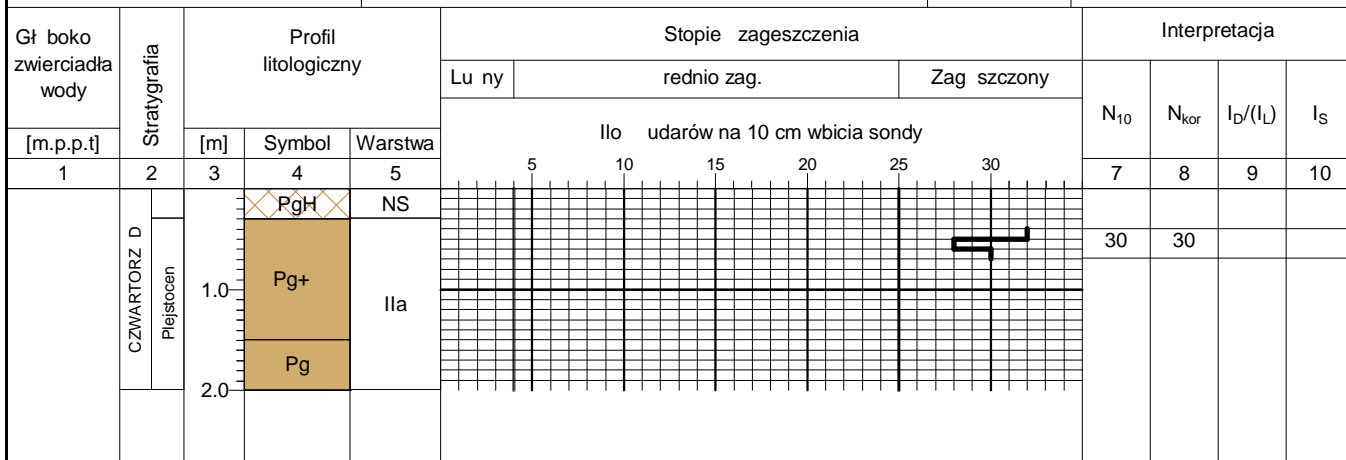 Gł boko
zwierciadła
wody
[m.p.p.t]
1
Stratygrafia
2
Profil
litologiczny
[m]
3
Symbol
4
Warstwa
5
Stopie zageszczenia
Lu ny
rednio zag.
Zag szczony
Ilo udarów na 10 cm wbicia sondy
5 10 15 20 25 30
Interpretacja
N10
7
Nkor
8
ID/(IL)
9
IS
10
CZWARTORZ D
Plejstocen
PgH
NS
Pg+
1.0
IIa
Pg
2.0
30 30